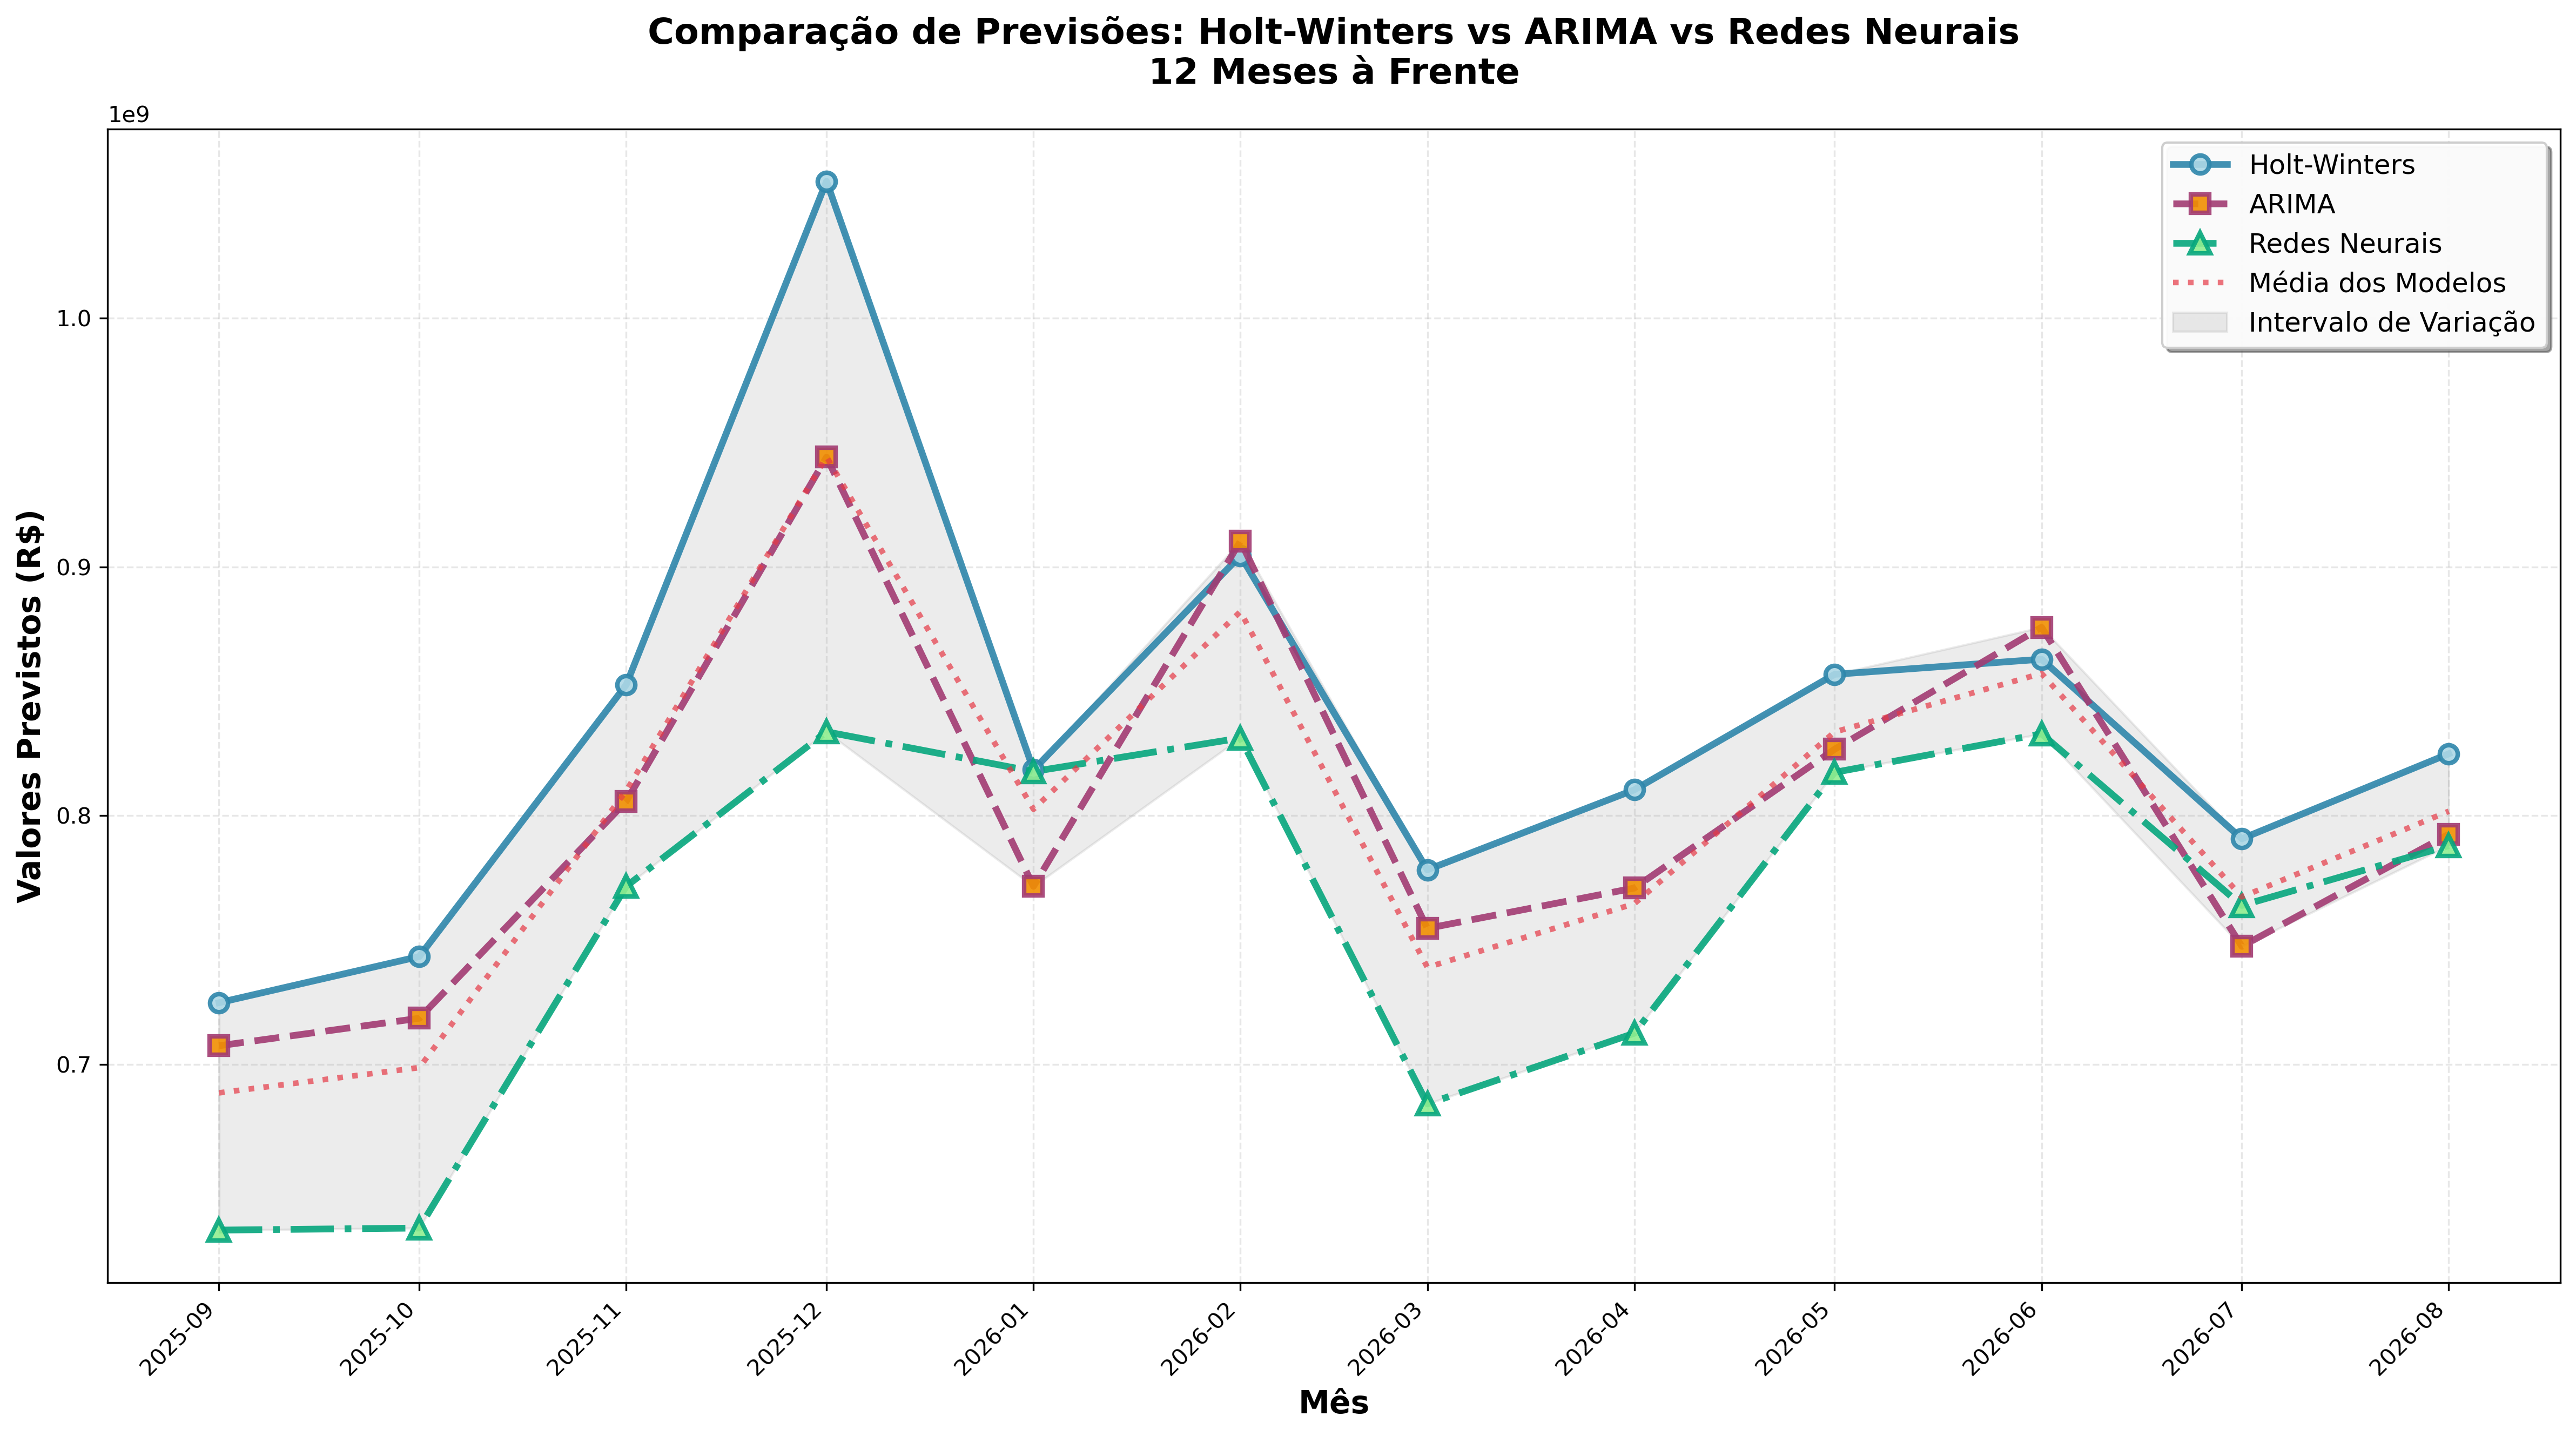 Comparação de Previsões: Holt-Winters vs ARIMA vs Redes Neurais
12 Meses à Frente
1e9
Holt-Winters
ARIMA
Redes Neurais
Média dos Modelos
Intervalo de Variação
Valores Previstos (R$)
1.0
0.9
0.8
0.7
2025-09
2025-10
2025-11
2025-12
2026-01
2026-02
2026-03
2026-04
2026-05
2026-06
2026-07
2026-08
Mês